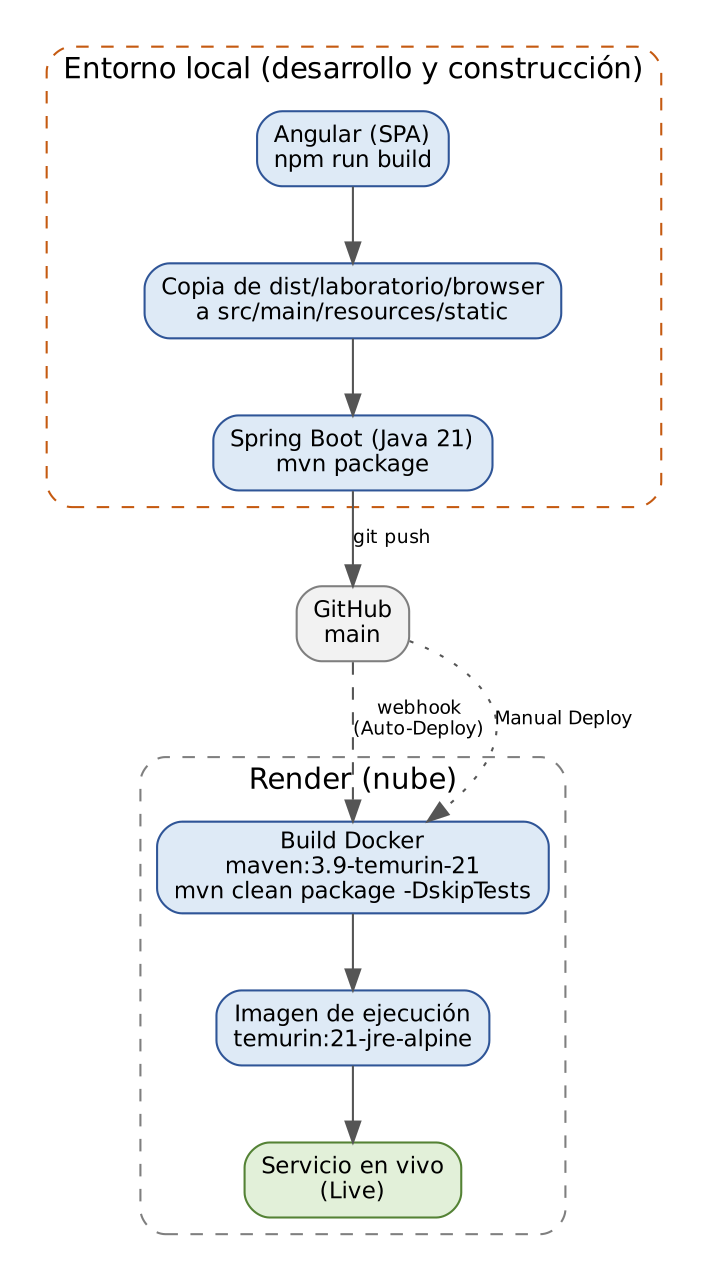 Entorno local (desarrollo y construcción)
Angular (SPA)
npm run build
Copia de dist/laboratorio/browser
a src/main/resources/static
Spring Boot (Java 21)
mvn package
git push
GitHub
main
webhook
(Auto-Deploy)
Manual Deploy
Render (nube)
Build Docker
maven:3.9-temurin-21
mvn clean package -DskipTests
Imagen de ejecución
temurin:21-jre-alpine
Servicio en vivo
(Live)